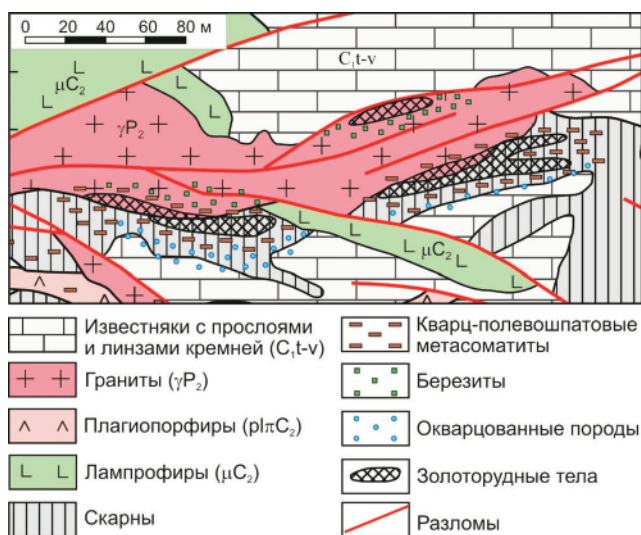 0 20 40 60 80 м
C₁t-v
μC₂
γP₂
μC₂
Известняки с прослоями
и линзами кремней (C₁t-v)
Граниты (γP₂)
Плагиопорфиры (plπC₂)
Лампрофиры (μC₂)
Скарны
Кварц-полевошпатовые
метасоматиты
Березиты
Окварцованные породы
Золоторудные тела
Разломы